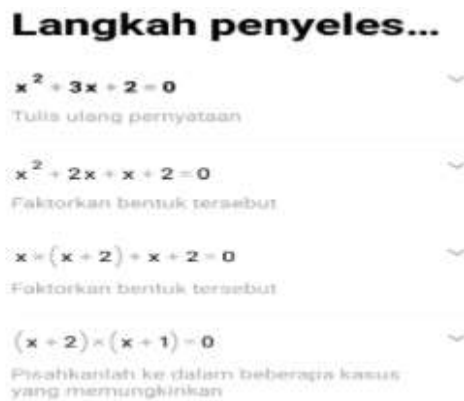 Langkah penyeles...
x² + 3x + 2 = 0
Tulis ulang pernyataan
x² + 2x + x + 2 = 0
Faktorkan bentuk tersebut
x × (x + 2) + x + 2 = 0
Faktorkan bentuk tersebut
(x + 2) × (x + 1) = 0
Pisahkanlah ke dalam beberapa kasus
yang memungkinkan